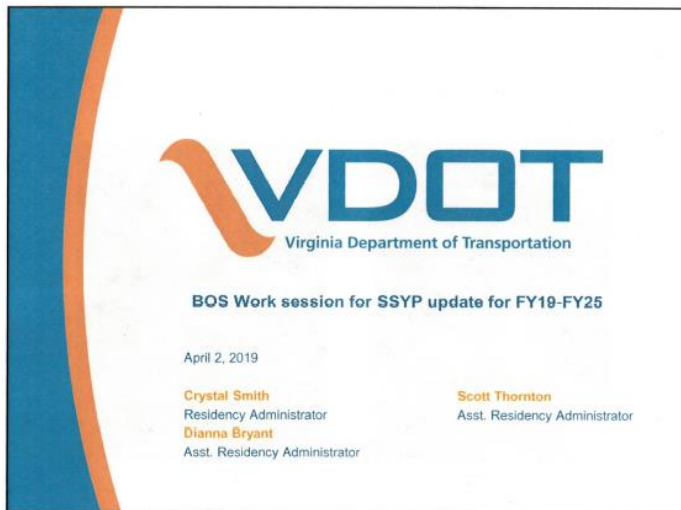 VDOT
Virginia Department of Transportation
BOS Work session for SSYP update for FY19-FY25
April 2, 2019
Crystal Smith
Residency Administrator
Dianna Bryant
Asst. Residency Administrator
Scott Thornton
Asst. Residency Administrator